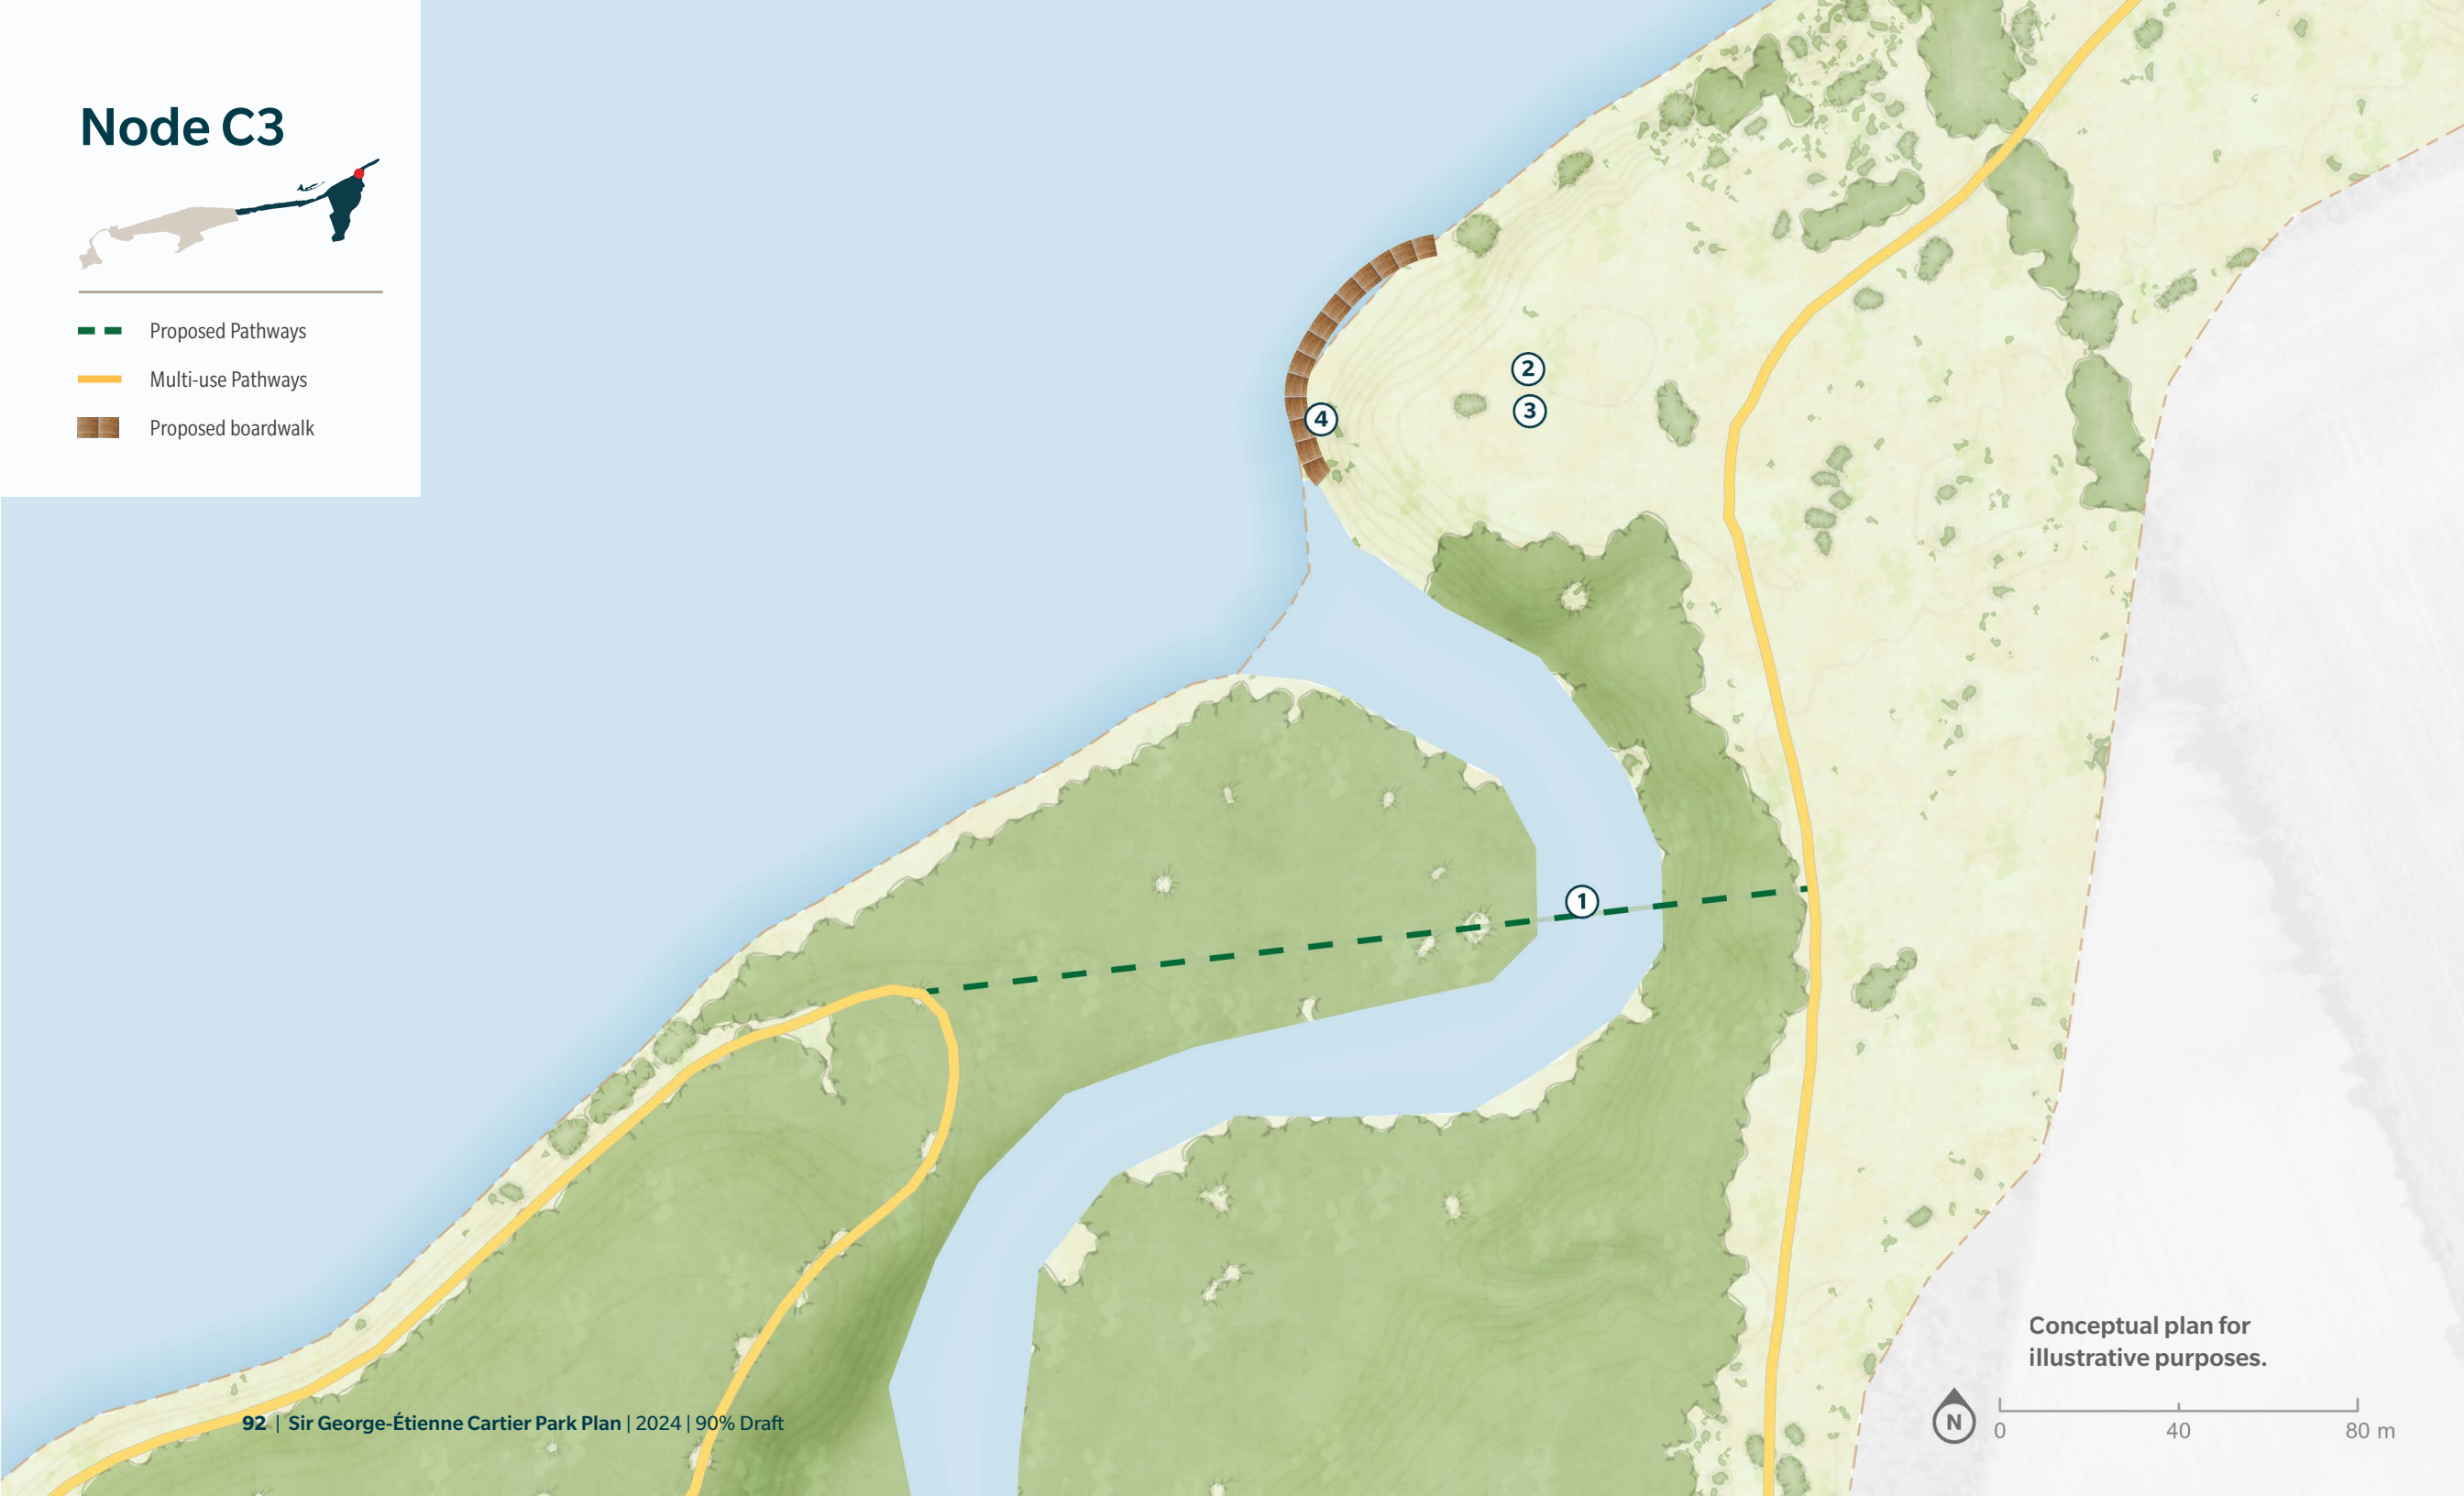 Node C3
Proposed Pathways
Multi-use Pathways
Proposed boardwalk
2
3
4
1
Conceptual plan for
illustrative purposes.
N
0 40 80 m
92 | Sir George-Étienne Cartier Park Plan | 2024 | 90% Draft